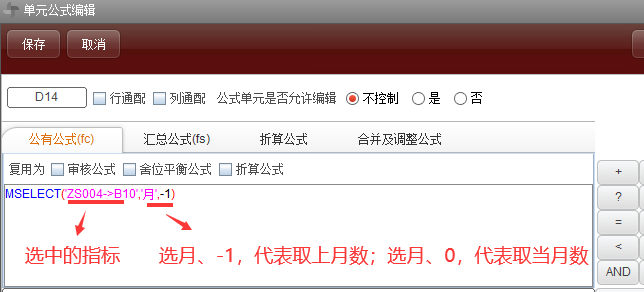 单元公式编辑
保存 取消
D14 行通配 列通配 公式单元是否允许编辑 不控制 是 否
公有公式(fc) 汇总公式(fs) 折算公式 合并及调整公式
复用为 审核公式 舍位平衡公式 折算公式
MSELECT('ZS004->B10','月',-1)
选中的指标 选月、-1，代表取上月数；选月、0，代表取当月数
+
?
=
<
AND